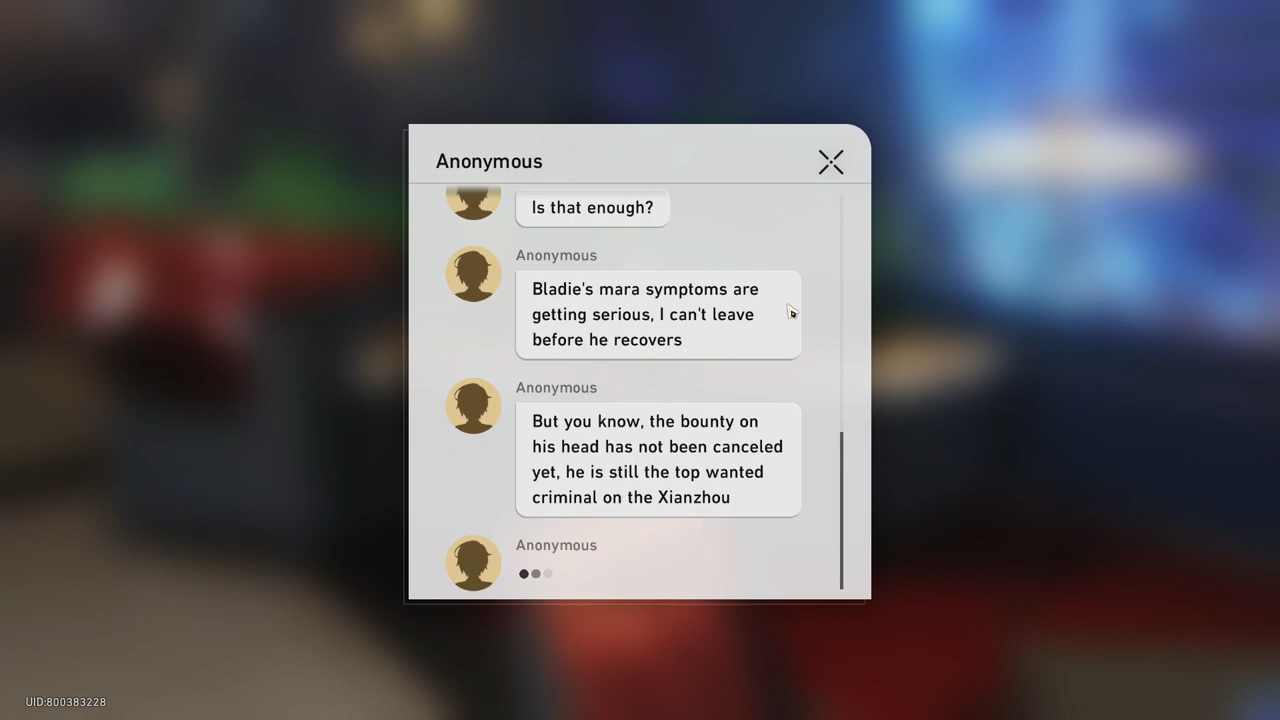 Anonymous
Is that enough?
Anonymous
Bladie's mara symptoms are
getting serious, I can't leave
before he recovers
Anonymous
But you know, the bounty on
his head has not been canceled
yet, he is still the top wanted
criminal on the Xianzhou
Anonymous
UID:800383228